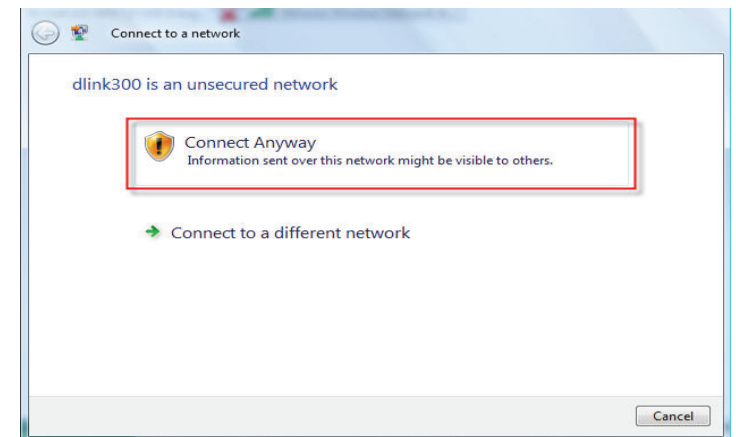 Connect to a network
dlink300 is an unsecured network
Connect Anyway
Information sent over this network might be visible to others.
Connect to a different network
Cancel